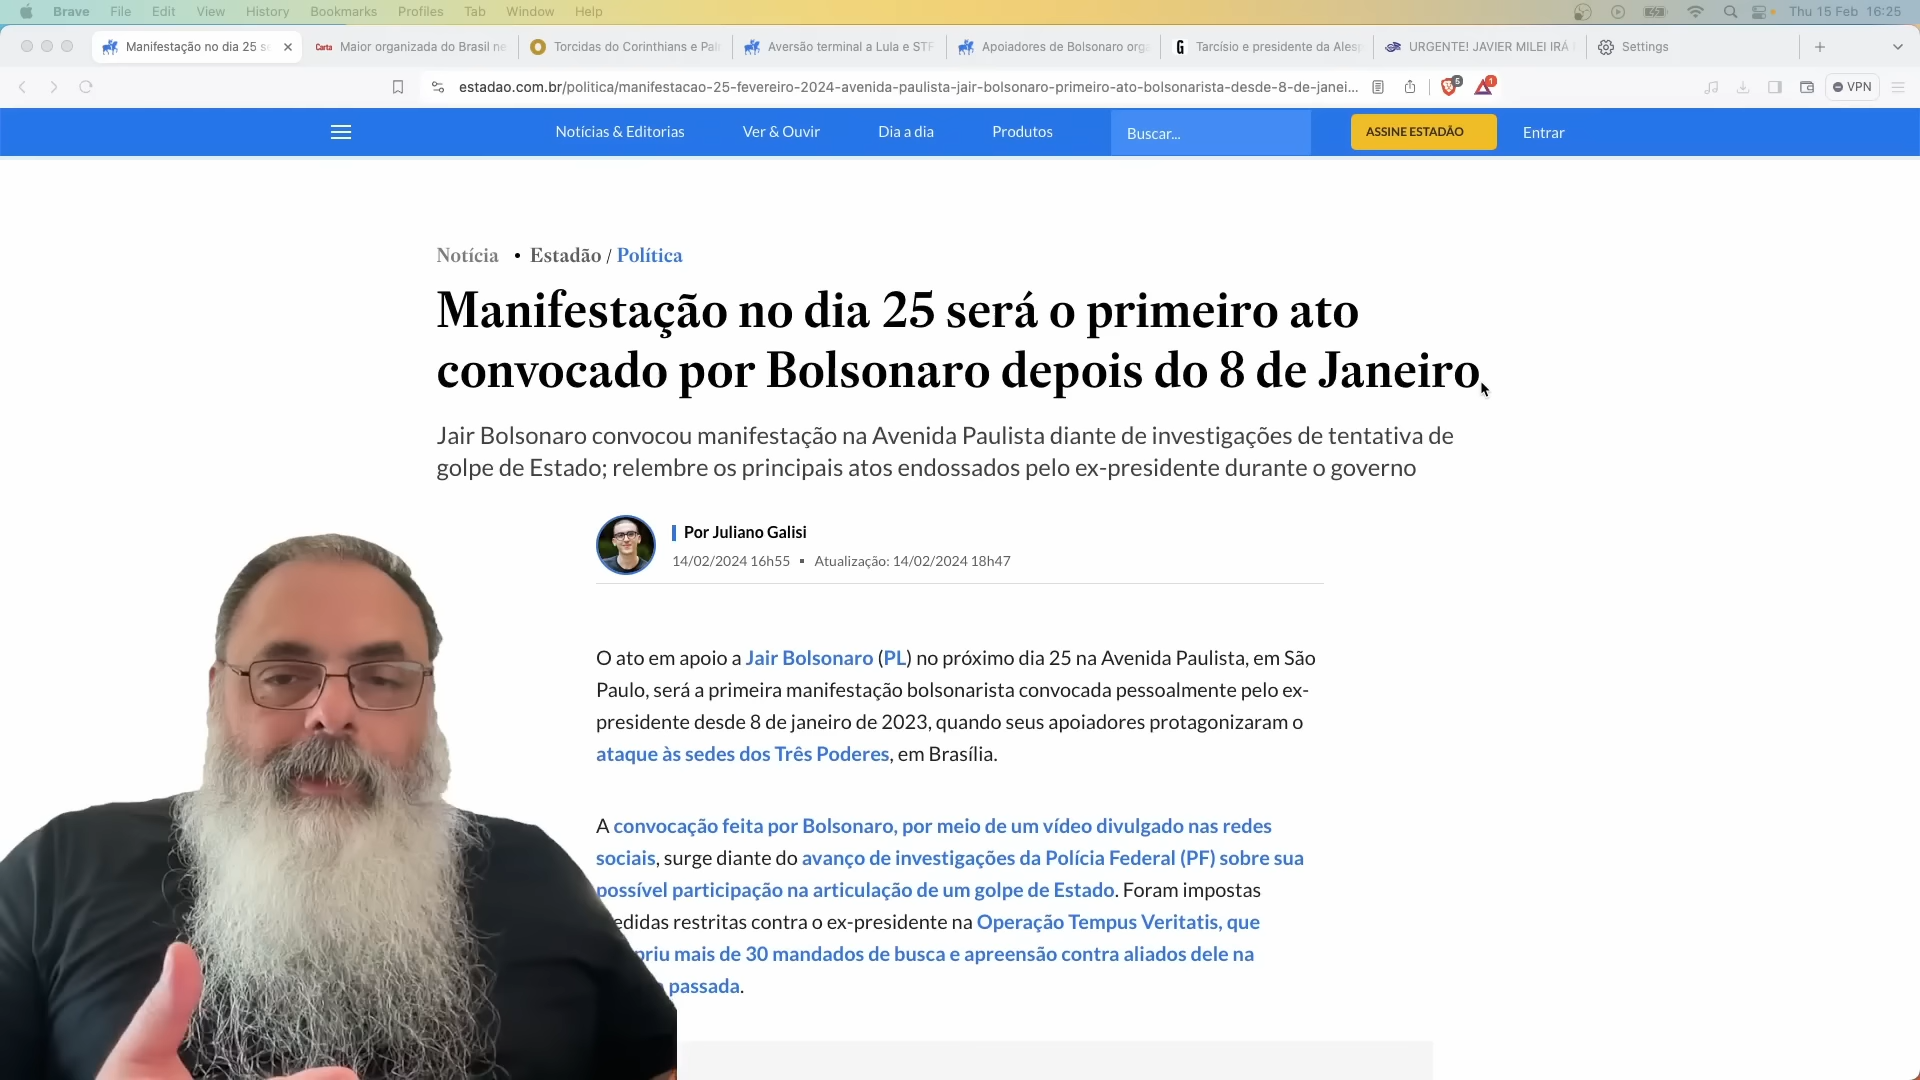 Brave File Edit View History Bookmarks Profiles Tab Window Help Thu 15 Feb 16:25
Manifestação no dia 25 se Carta Maior organizada do Brasil ne Torcidas do Corinthians e Pal Aversão terminal a Lula e STF Apoiadores de Bolsonaro orga G Tarcísio e presidente da Alesp URGENTE! JAVIER MILEI IRÁ Settings
estadao.com.br/politica/manifestacao-25-fevereiro-2024-avenida-paulista-jair-bolsonaro-primeiro-ato-bolsonarista-desde-8-de-janei... 5 1 VPN
Notícias & Editorias Ver & Ouvir Dia a dia Produtos Buscar... ASSINE ESTADÃO Entrar
Notícia • Estadão / Política
Manifestação no dia 25 será o primeiro ato
convocado por Bolsonaro depois do 8 de Janeiro
Jair Bolsonaro convocou manifestação na Avenida Paulista diante de investigações de tentativa de
golpe de Estado; relembre os principais atos endossados pelo ex-presidente durante o governo
Por Juliano Galisi
14/02/2024 16h55 ▪ Atualização: 14/02/2024 18h47
O ato em apoio a Jair Bolsonaro (PL) no próximo dia 25 na Avenida Paulista, em São
Paulo, será a primeira manifestação bolsonarista convocada pessoalmente pelo ex-
presidente desde 8 de janeiro de 2023, quando seus apoiadores protagonizaram o
ataque às sedes dos Três Poderes, em Brasília.
A convocação feita por Bolsonaro, por meio de um vídeo divulgado nas redes
sociais, surge diante do avanço de investigações da Polícia Federal (PF) sobre sua
possível participação na articulação de um golpe de Estado. Foram impostas
edidas restritas contra o ex-presidente na Operação Tempus Veritatis, que
priu mais de 30 mandados de busca e apreensão contra aliados dele na
passada.